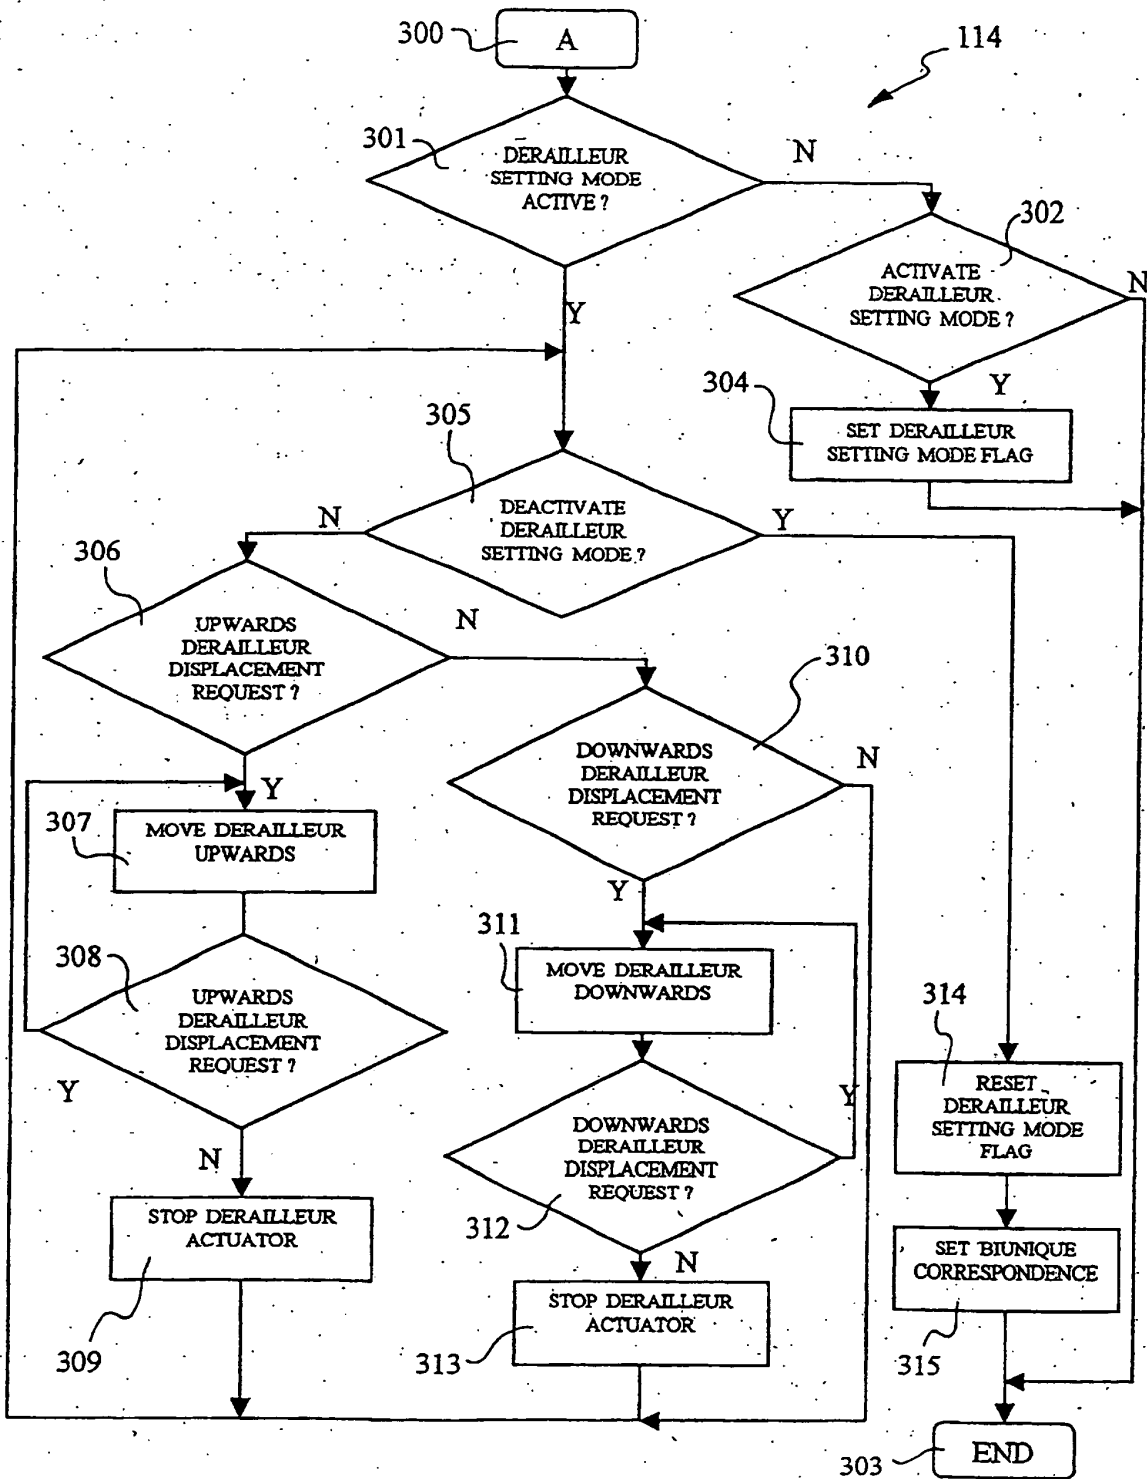 300
A
114
301
DERAILLEUR
SETTING MODE
ACTIVE ?
N
302
ACTIVATE
DERAILLEUR
SETTING MODE ?
N
Y
Y
304
SET DERAILLEUR
SETTING MODE FLAG
305
DEACTIVATE
DERAILLEUR
SETTING MODE ?
N
Y
306
UPWARDS
DERAILLEUR
DISPLACEMENT
REQUEST ?
N
310
DOWNWARDS
DERAILLEUR
DISPLACEMENT
REQUEST ?
N
Y
307
MOVE DERAILLEUR
UPWARDS
Y
311
MOVE DERAILLEUR
DOWNWARDS
308
UPWARDS
DERAILLEUR
DISPLACEMENT
REQUEST ?
Y
314
RESET
DERAILLEUR
SETTING MODE
FLAG
Y
DOWNWARDS
DERAILLEUR
DISPLACEMENT
REQUEST ?
312
N
STOP DERAILLEUR
ACTUATOR
309
N
STOP DERAILLEUR
ACTUATOR
313
SET BIUNIQUE
CORRESPONDENCE
315
303
END